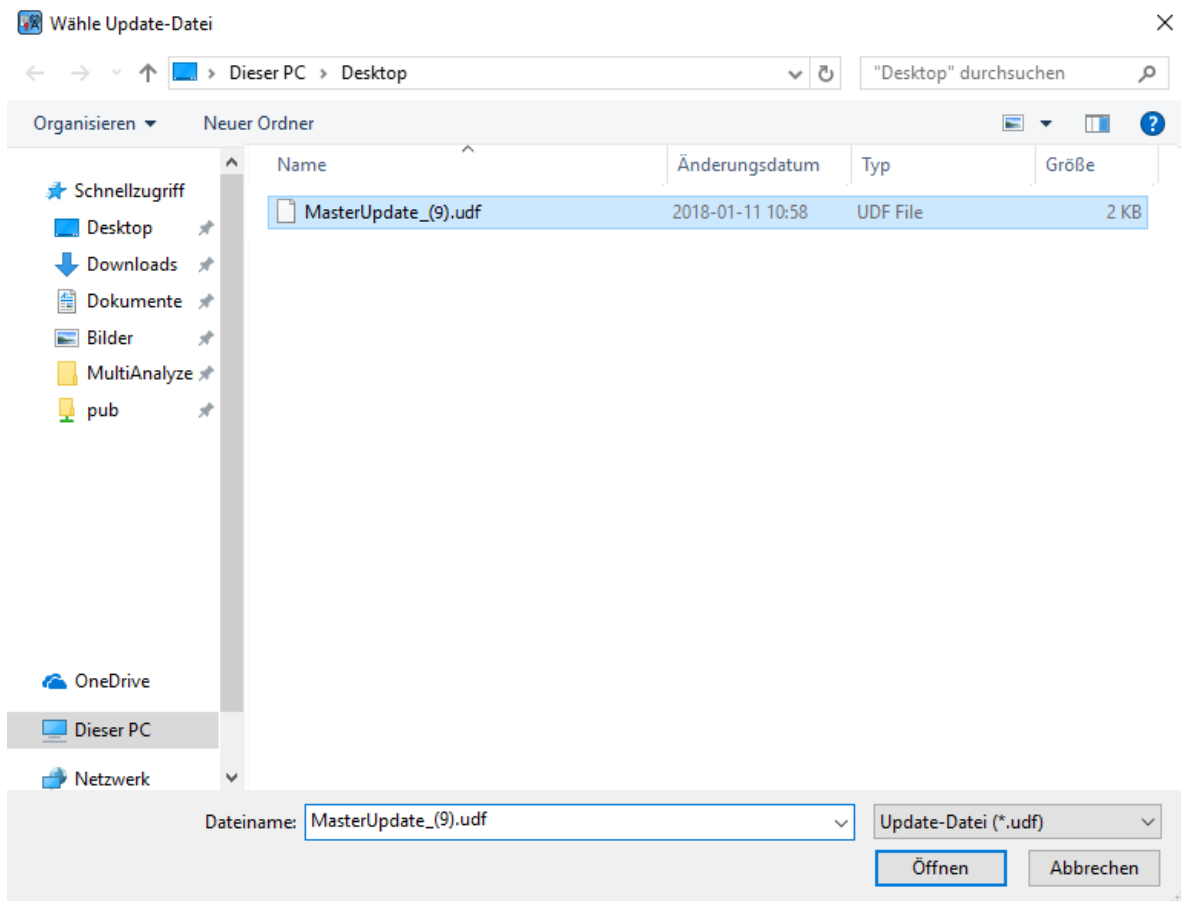 Wähle Update-Datei
Dieser PC > Desktop
"Desktop" durchsuchen
Organisieren
Neuer Ordner
Name
Änderungsdatum
Typ
Größe
Schnellzugriff
Desktop
Downloads
Dokumente
Bilder
MultiAnalyze
pub
OneDrive
Dieser PC
Netzwerk
MasterUpdate_(9).udf 2018-01-11 10:58 UDF File 2 KB
Dateiname: MasterUpdate_(9).udf
Update-Datei (*.udf)
Öffnen
Abbrechen